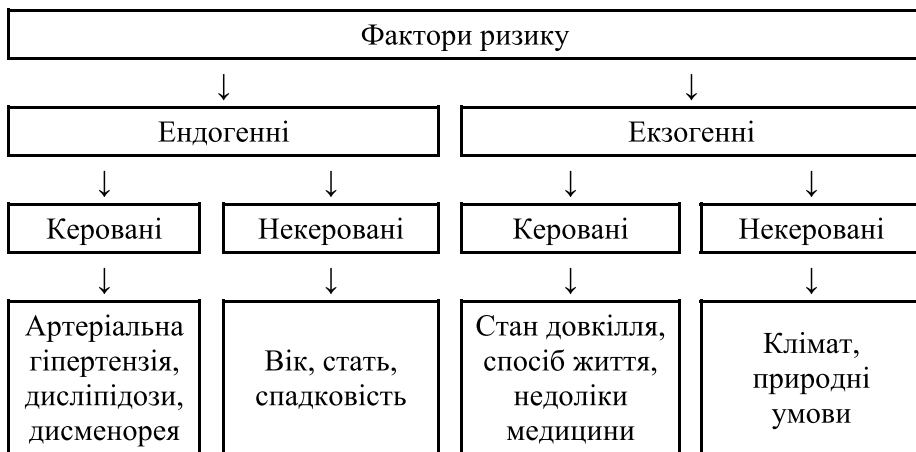 Фактори ризику
↓ ↓
Ендогенні Екзогенні
↓ ↓ ↓ ↓
Керовані Некеровані Керовані Некеровані
↓ ↓ ↓ ↓
Артеріальна
гіпертензія,
дисліпідози,
дисменорея
Вік, стать,
спадковість
Стан довкілля,
спосіб життя,
недоліки
медицини
Клімат,
природні
умови